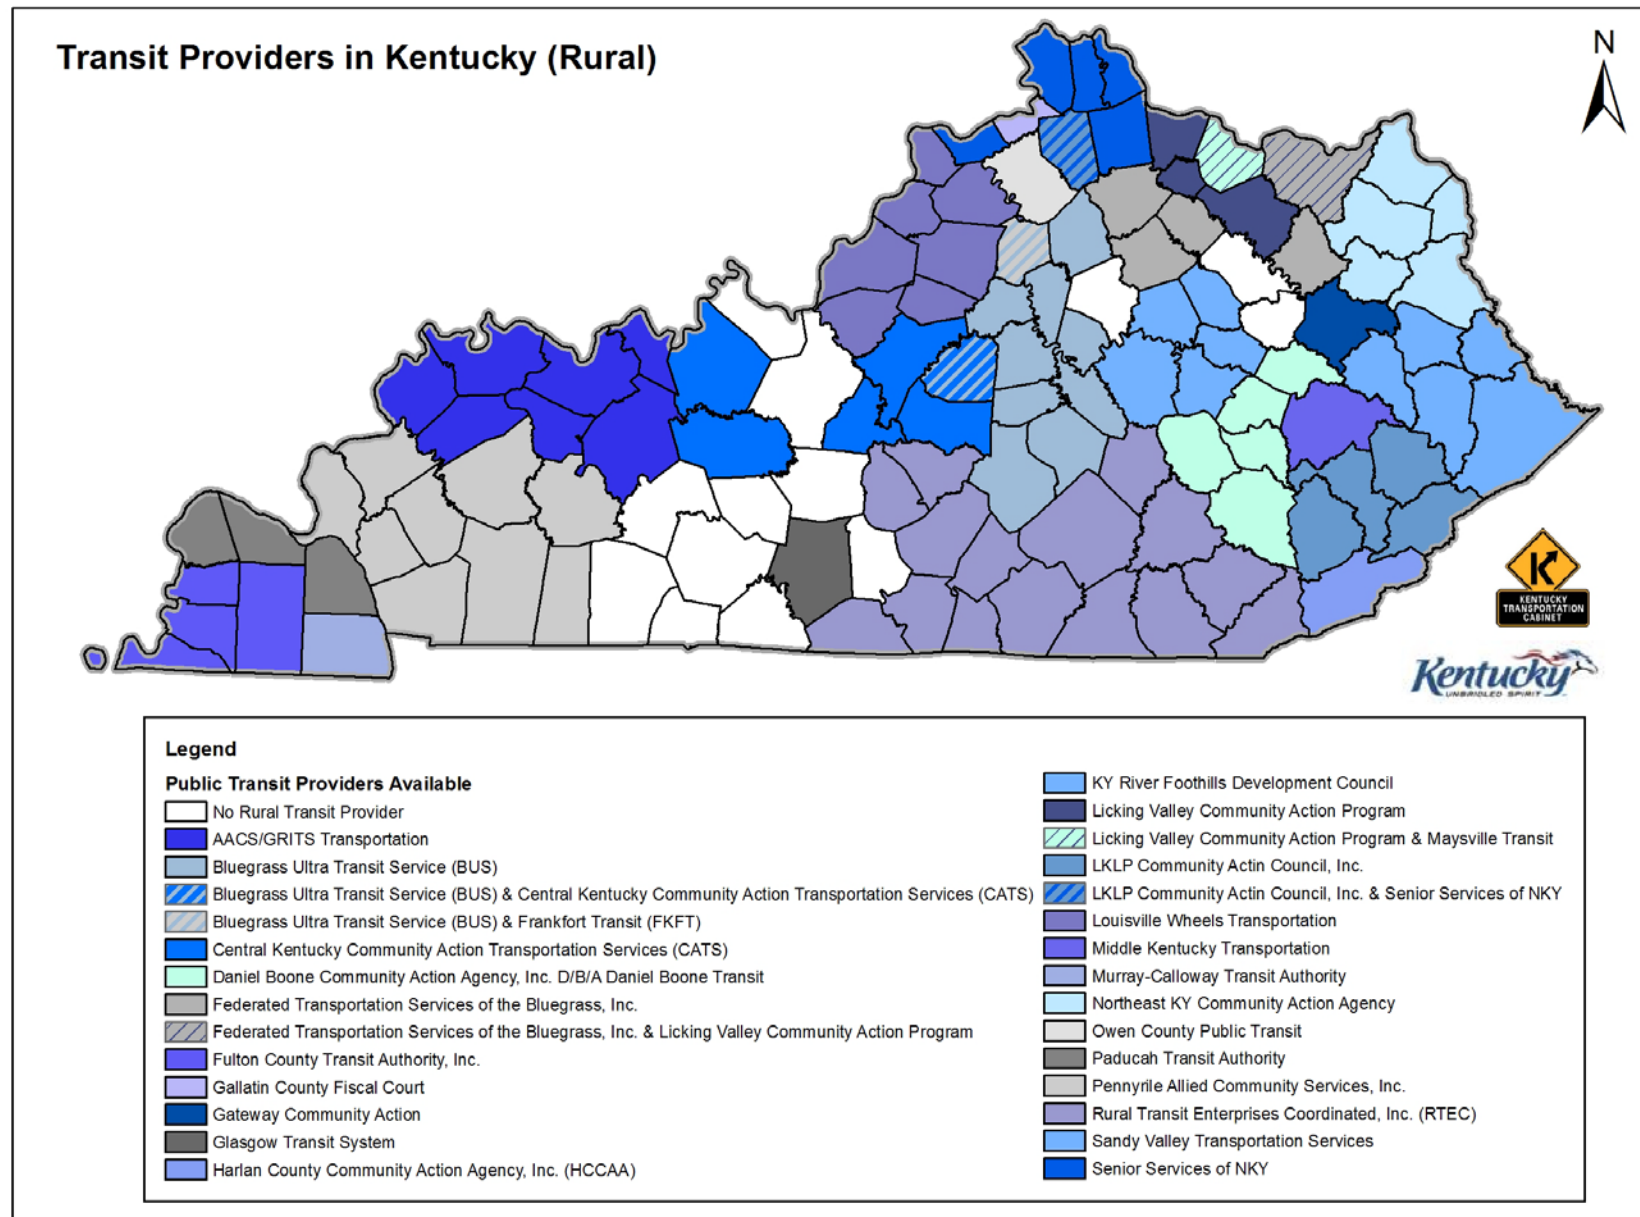 Transit Providers in Kentucky (Rural)
N
KENTUCKY
TRANSPORTATION
CABINET
Kentucky
UNBRIDLED SPIRIT
Legend
Public Transit Providers Available
No Rural Transit Provider
AACS/GRITS Transportation
Bluegrass Ultra Transit Service (BUS)
Bluegrass Ultra Transit Service (BUS) & Central Kentucky Community Action Transportation Services (CATS)
Bluegrass Ultra Transit Service (BUS) & Frankfort Transit (FKFT)
Central Kentucky Community Action Transportation Services (CATS)
Daniel Boone Community Action Agency, Inc. D/B/A Daniel Boone Transit
Federated Transportation Services of the Bluegrass, Inc.
Federated Transportation Services of the Bluegrass, Inc. & Licking Valley Community Action Program
Fulton County Transit Authority, Inc.
Gallatin County Fiscal Court
Gateway Community Action
Glasgow Transit System
Harlan County Community Action Agency, Inc. (HCCAA)
KY River Foothills Development Council
Licking Valley Community Action Program
Licking Valley Community Action Program & Maysville Transit
LKLP Community Actin Council, Inc.
LKLP Community Actin Council, Inc. & Senior Services of NKY
Louisville Wheels Transportation
Middle Kentucky Transportation
Murray-Calloway Transit Authority
Northeast KY Community Action Agency
Owen County Public Transit
Paducah Transit Authority
Pennyrile Allied Community Services, Inc.
Rural Transit Enterprises Coordinated, Inc. (RTEC)
Sandy Valley Transportation Services
Senior Services of NKY